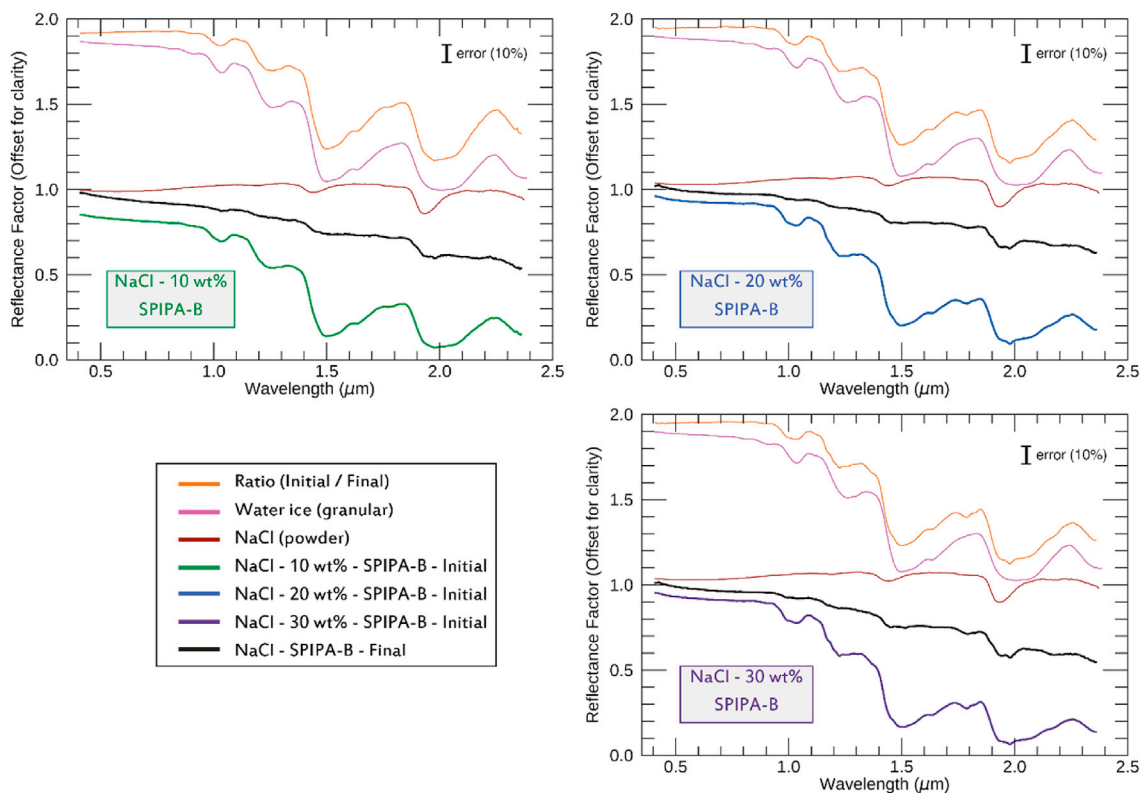 2.0
1.5
1.0
0.5
0.0
Reflectance Factor (Offset for clarity)
error (10%)
NaCl - 10 wt%
SPIPA-B
0.5 1.0 1.5 2.0 2.5
Wavelength (μm)
2.0
1.5
1.0
0.5
0.0
Reflectance Factor (Offset for clarity)
error (10%)
NaCl - 20 wt%
SPIPA-B
0.5 1.0 1.5 2.0 2.5
Wavelength (μm)
Ratio (Initial / Final)
Water ice (granular)
NaCl (powder)
NaCl - 10 wt% - SPIPA-B - Initial
NaCl - 20 wt% - SPIPA-B - Initial
NaCl - 30 wt% - SPIPA-B - Initial
NaCl - SPIPA-B - Final
2.0
1.5
1.0
0.5
0.0
Reflectance Factor (Offset for clarity)
error (10%)
NaCl - 30 wt%
SPIPA-B
0.5 1.0 1.5 2.0 2.5
Wavelength (μm)